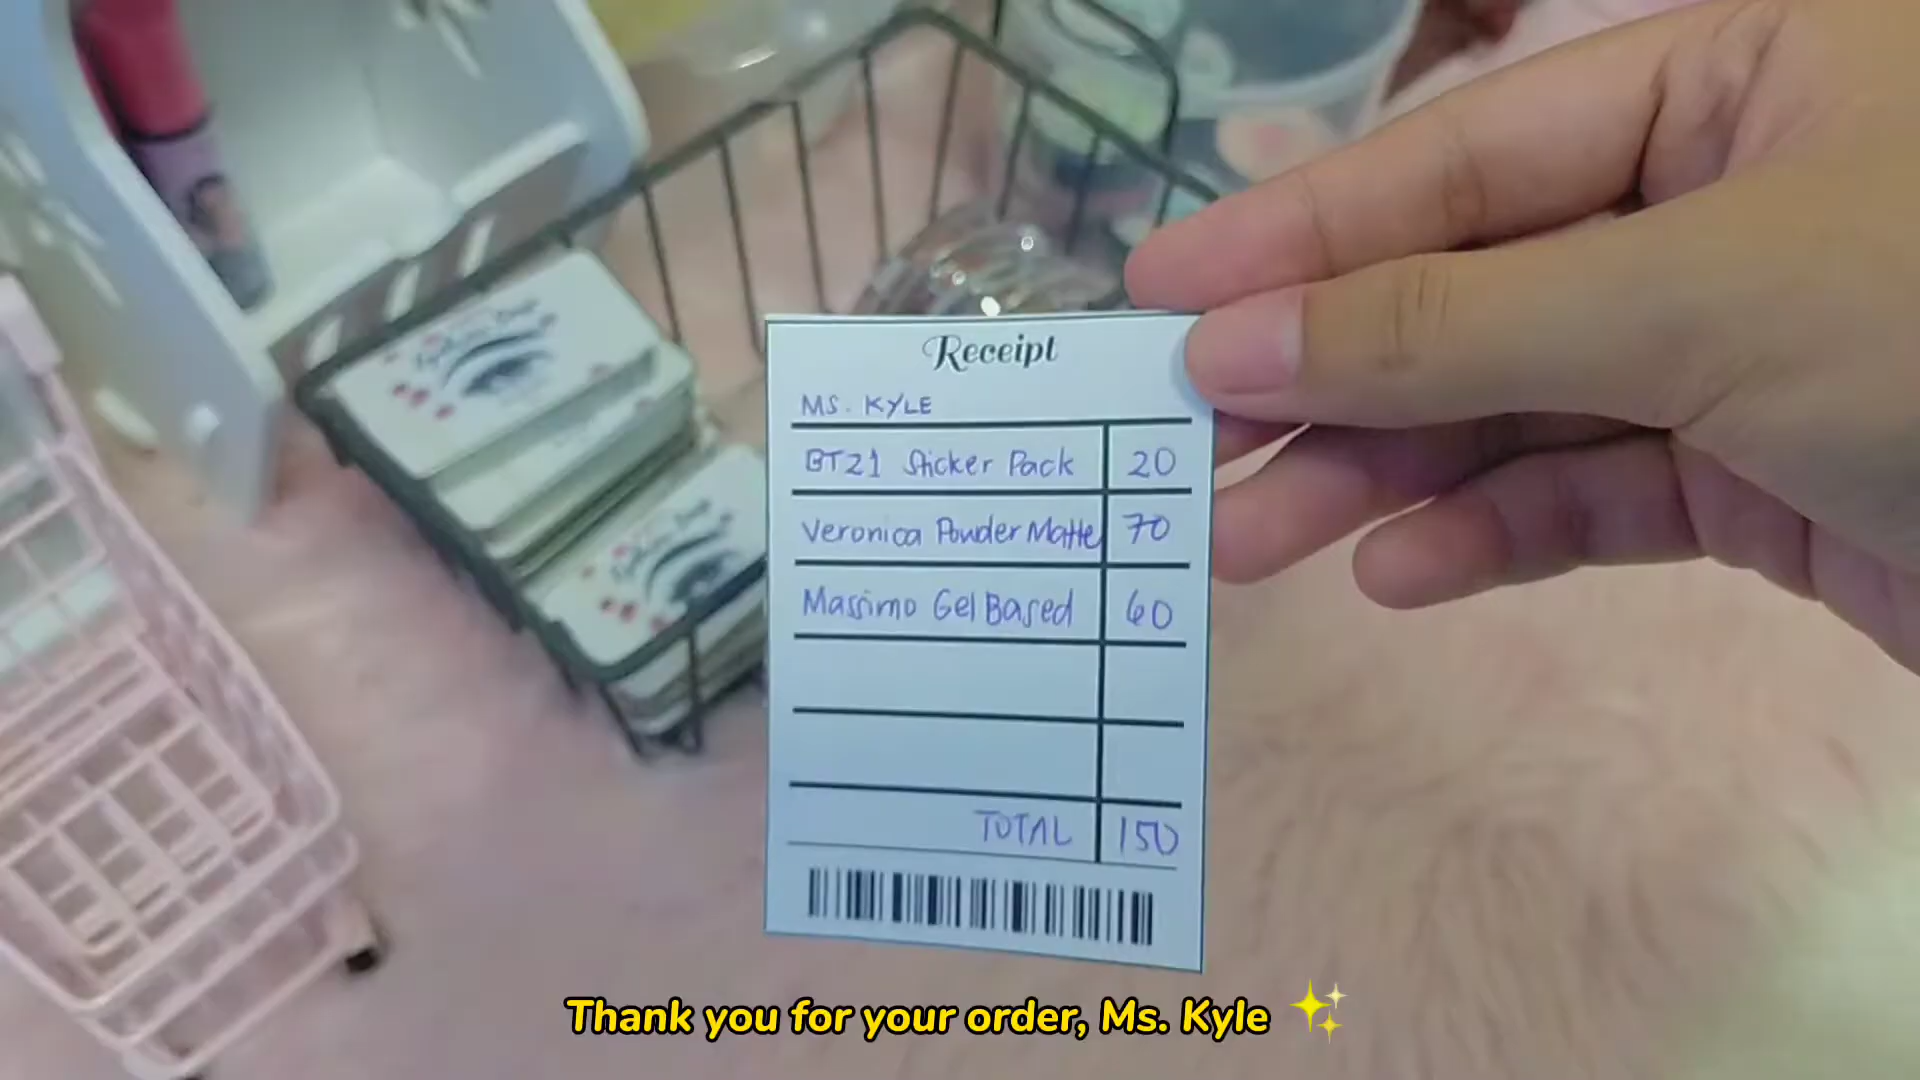 Receipt
MS. KYLE
BT21 Sticker Pack 20
Veronica Powder Matte 70
Massimo Gel Based 60
TOTAL 150
Thank you for your order, Ms. Kyle ✨